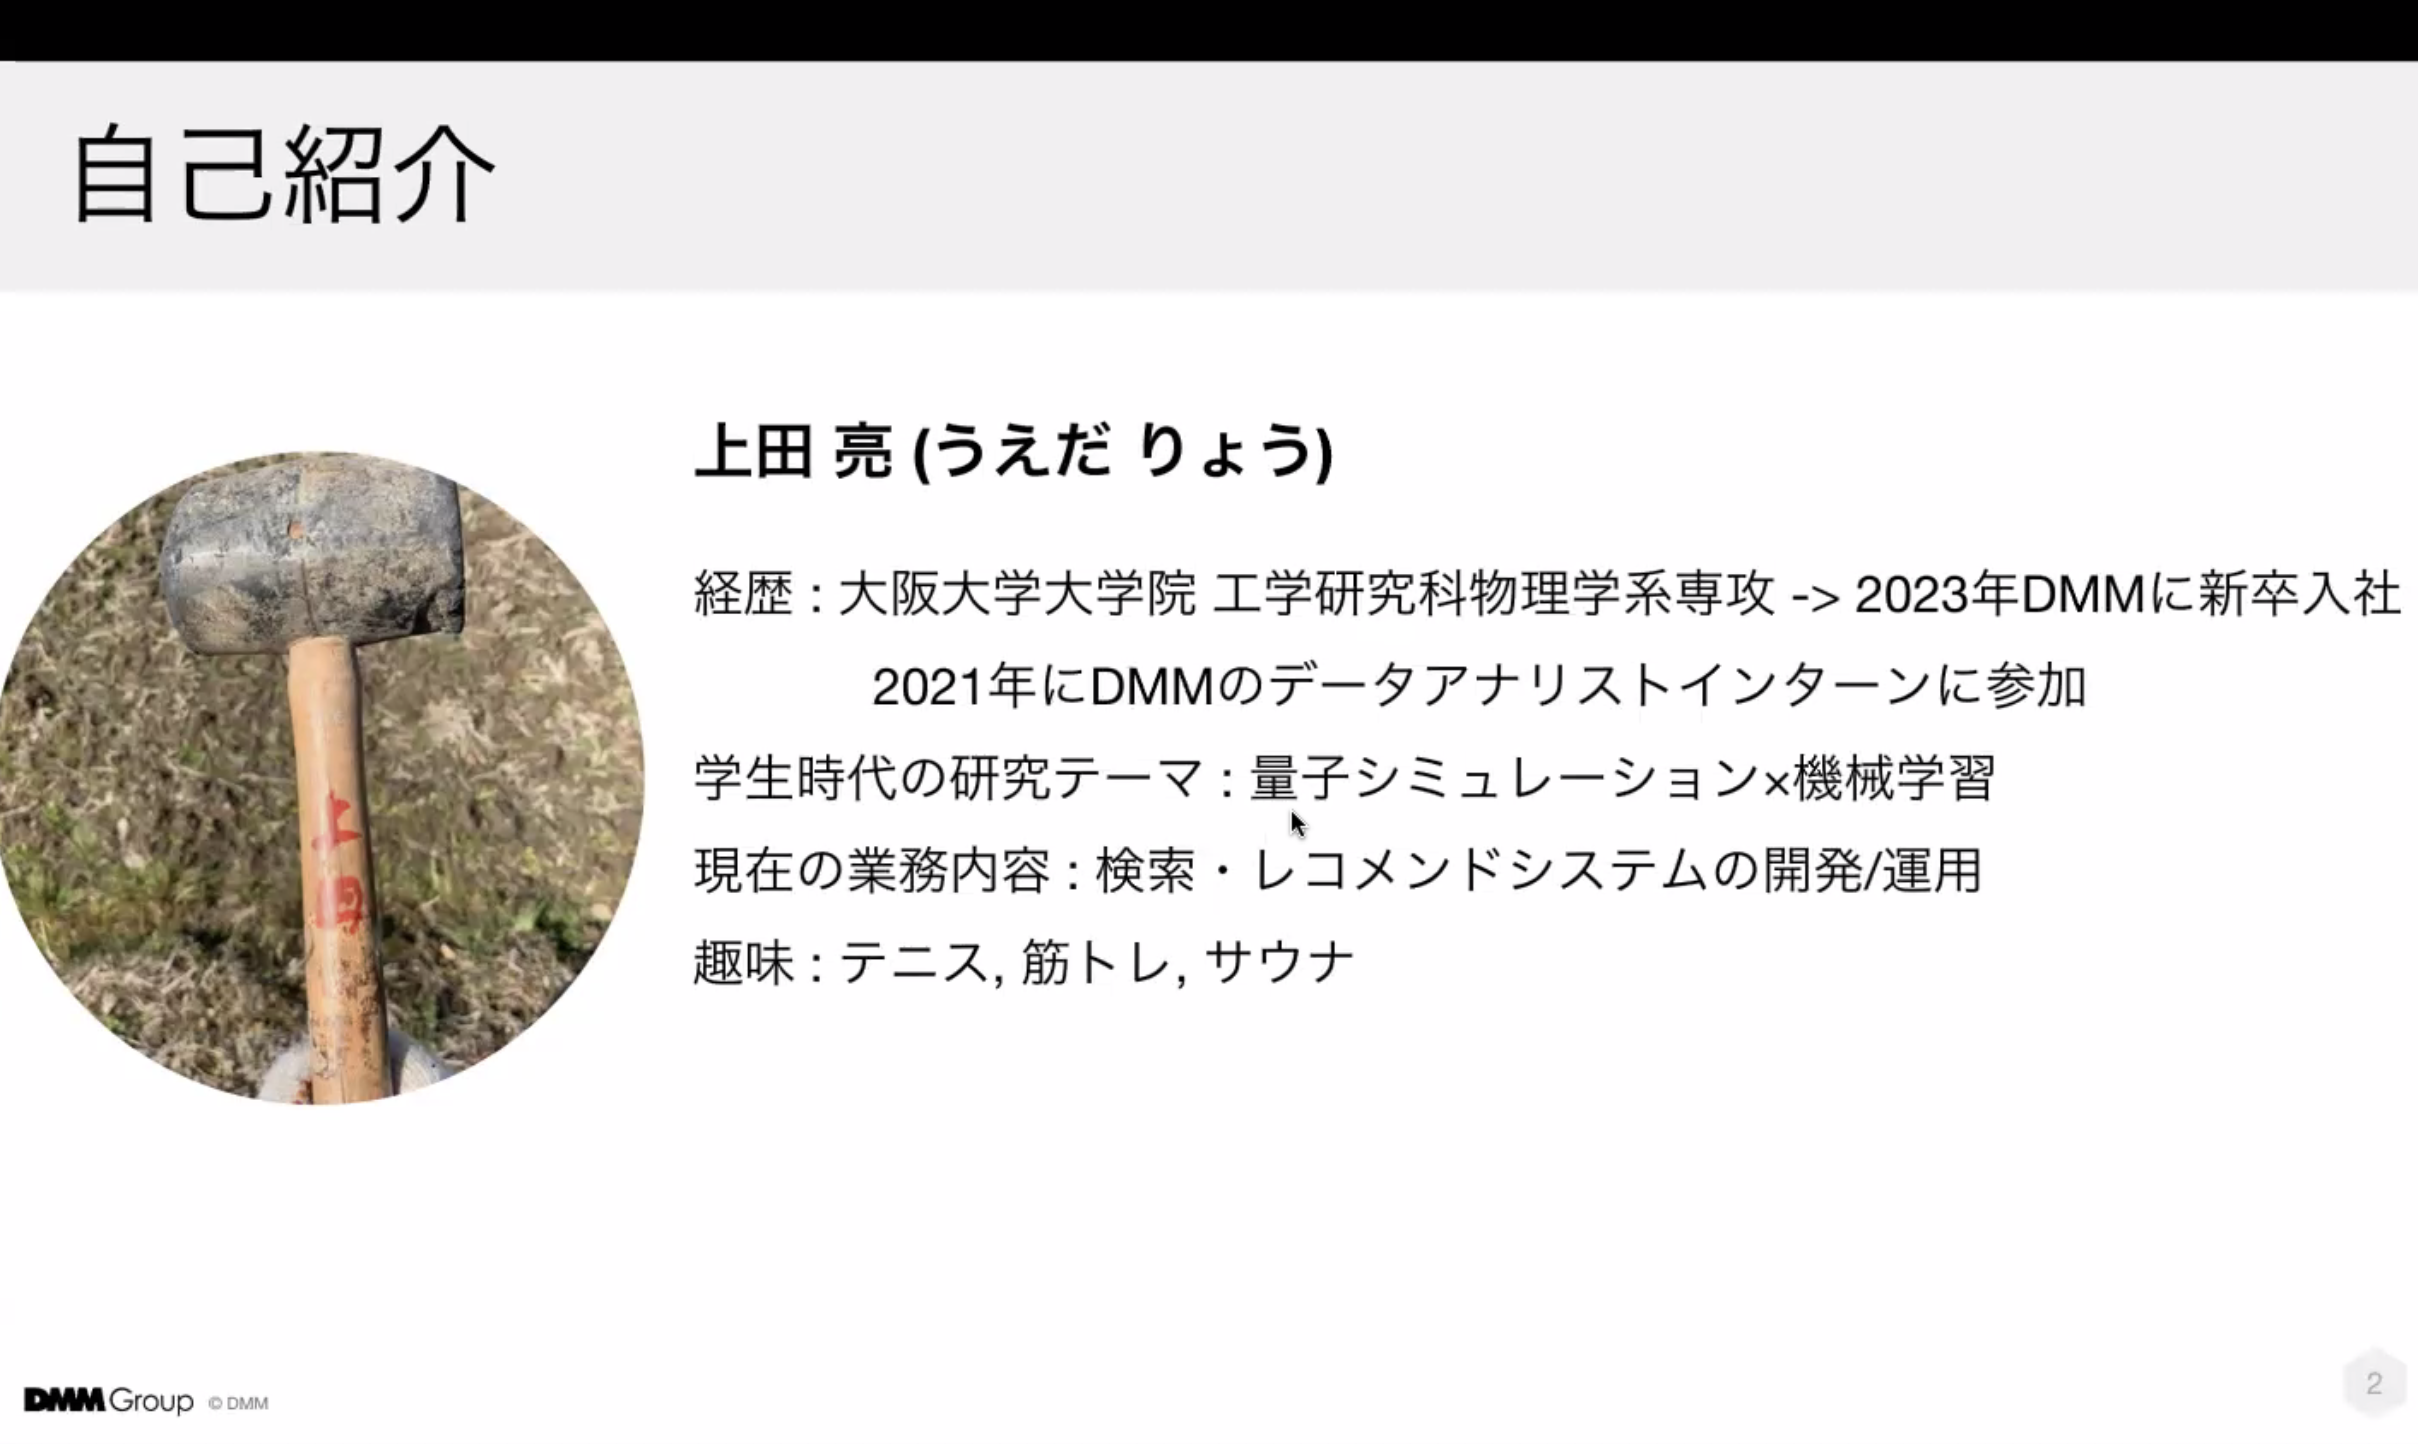 自己紹介
上田 亮 (うえだ りょう)
経歴 : 大阪大学大学院 工学研究科物理学系専攻 -> 2023年DMMに新卒入社
2021年にDMMのデータアナリストインターンに参加
学生時代の研究テーマ : 量子シミュレーション×機械学習
現在の業務内容 : 検索・レコメンドシステムの開発/運用
趣味 : テニス, 筋トレ, サウナ
上田
DMM Group © DMM
2